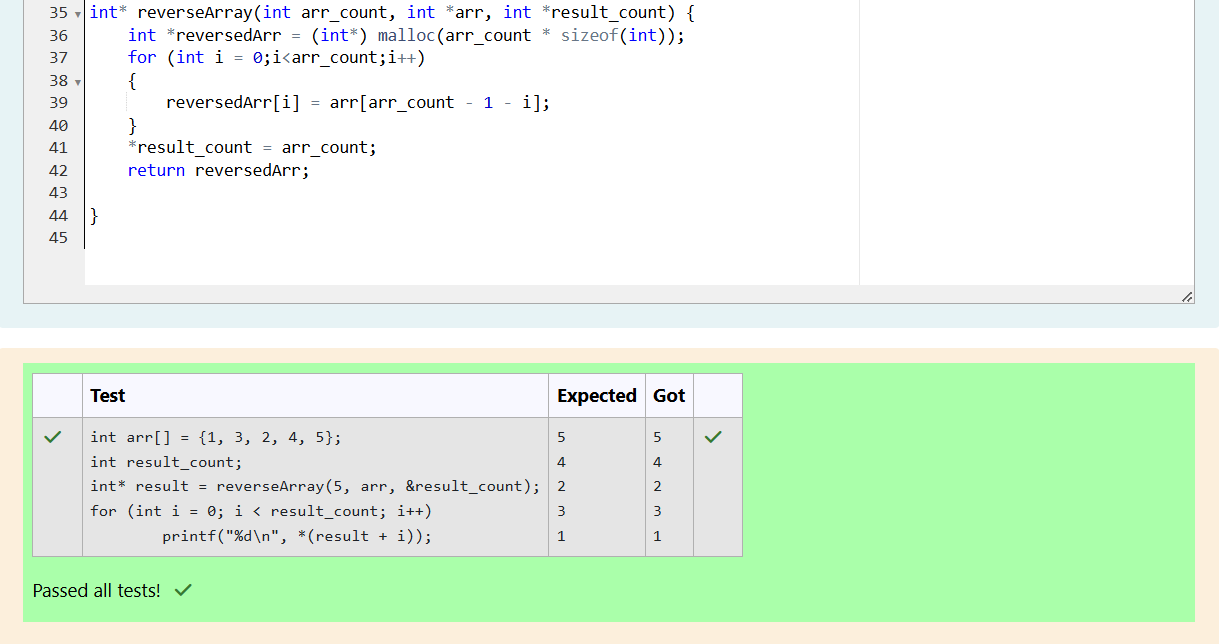 35 int* reverseArray(int arr_count, int *arr, int *result_count) {
36 int *reversedArr = (int*) malloc(arr_count * sizeof(int));
37 for (int i = 0;i<arr_count;i++)
38 {
39 reversedArr[i] = arr[arr_count - 1 - i];
40 }
41 *result_count = arr_count;
42 return reversedArr;
43
44 }
45
Test Expected Got
int arr[] = {1, 3, 2, 4, 5}; 5 5
int result_count; 4 4
int* result = reverseArray(5, arr, &result_count); 2 2
for (int i = 0; i < result_count; i++) 3 3
printf("%d\n", *(result + i)); 1 1
Passed all tests!